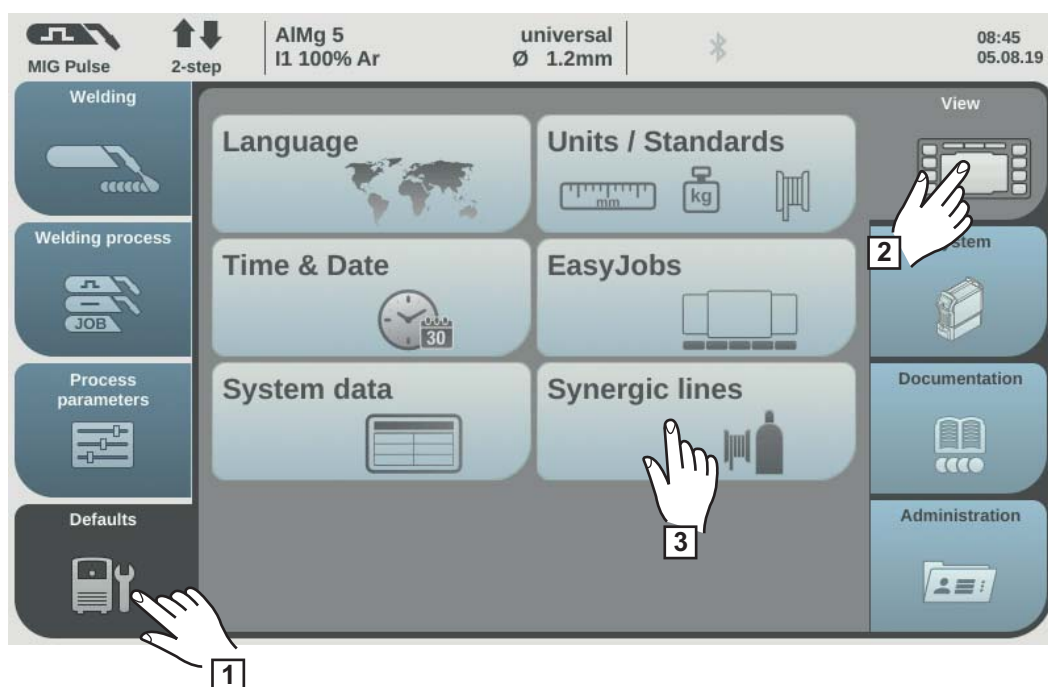 MIG Pulse
2-step
AlMg 5
I1 100% Ar
universal
Ø 1.2mm
08:45
05.08.19
Welding
Welding process
JOB
Process
parameters
Defaults
Language
Units / Standards
mm
kg
Time & Date
30
EasyJobs
System data
Synergic lines
View
stem
Documentation
Administration
1
2
3